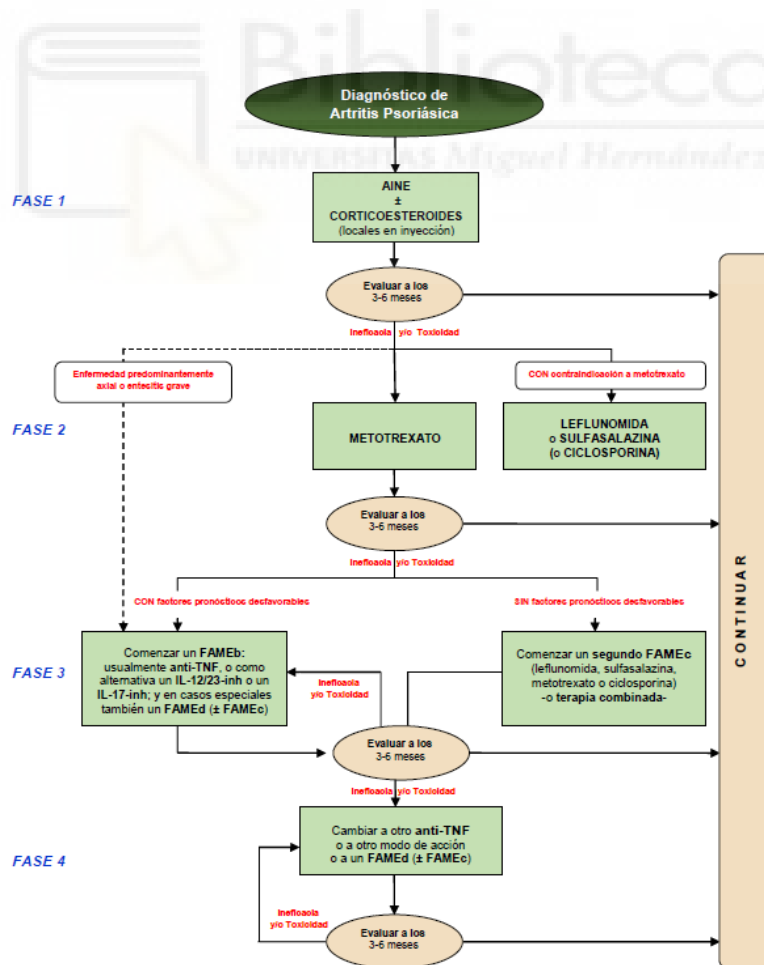 Biblioteca
UNIVERSITAS Miguel Hernández
Diagnóstico de
Artritis Psoriásica
FASE 1
AINE
±
CORTICOESTEROIDES
(locales en inyección)
Evaluar a los
3-6 meses
Ineficacia y/o Toxicidad
Enfermedad predominantemente
axial o entesitis grave
CON contraindicación a metotrexato
FASE 2
METOTREXATO
LEFLUNOMIDA
o SULFASALAZINA
(o CICLOSPORINA)
Evaluar a los
3-6 meses
Ineficacia y/o Toxicidad
CON factores pronósticos desfavorables
SIN factores pronósticos desfavorables
FASE 3
Comenzar un FAMEb:
usualmente anti-TNF, o como
alternativa un IL-12/23-inh o un
IL-17-inh; y en casos especiales
también un FAMEd (± FAMEc)
Ineficacia
y/o Toxicidad
Comenzar un segundo FAMEc
(leflunomida, sulfasalazina,
metotrexato o ciclosporina)
-o terapia combinada-
Evaluar a los
3-6 meses
Ineficacia y/o Toxicidad
FASE 4
Cambiar a otro anti-TNF
o a otro modo de acción
o a un FAMEd (± FAMEc)
Ineficacia
y/o Toxicidad
Evaluar a los
3-6 meses
CONTINUAR